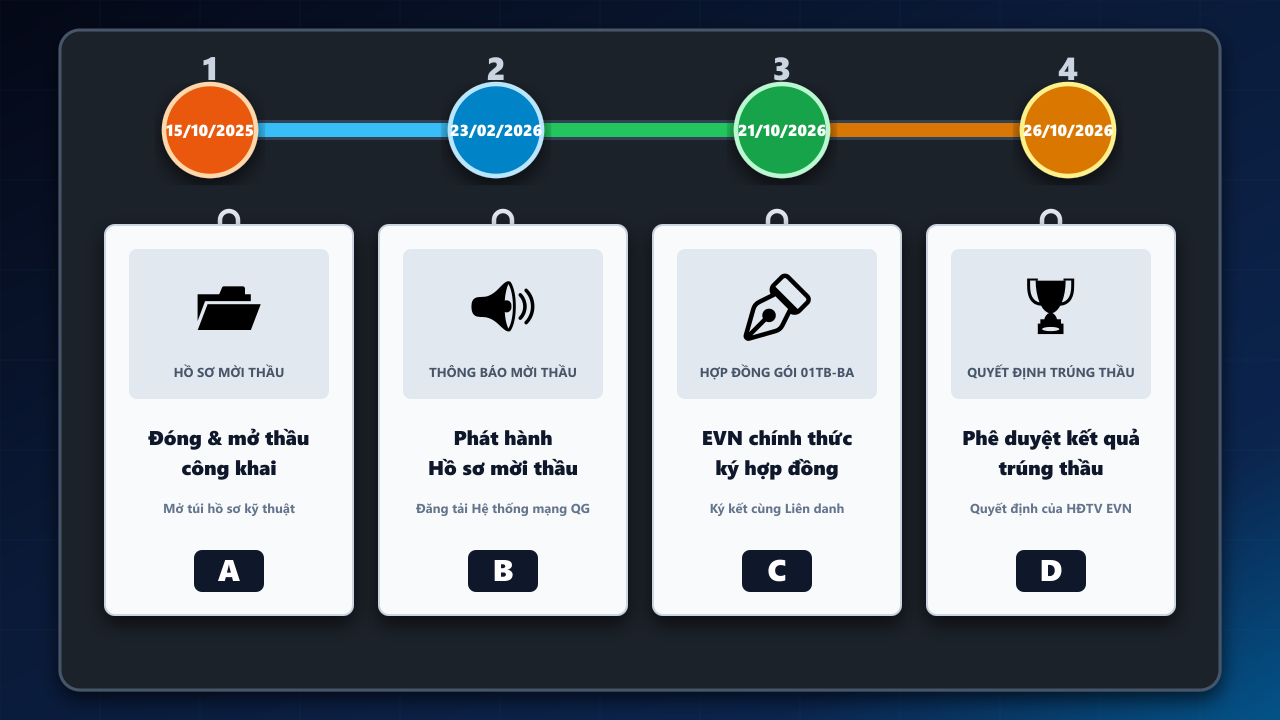 1
2
3
4
15/10/2025
23/02/2026
21/10/2026
26/10/2026
HỒ SƠ MỜI THẦU
Đóng & mở thầu
công khai
Mở túi hồ sơ kỹ thuật
A
THÔNG BÁO MỜI THẦU
Phát hành
Hồ sơ mời thầu
Đăng tải Hệ thống mạng QG
B
HỢP ĐỒNG GÓI 01TB-BA
EVN chính thức
ký hợp đồng
Ký kết cùng Liên danh
C
QUYẾT ĐỊNH TRÚNG THẦU
Phê duyệt kết quả
trúng thầu
Quyết định của HĐTV EVN
D